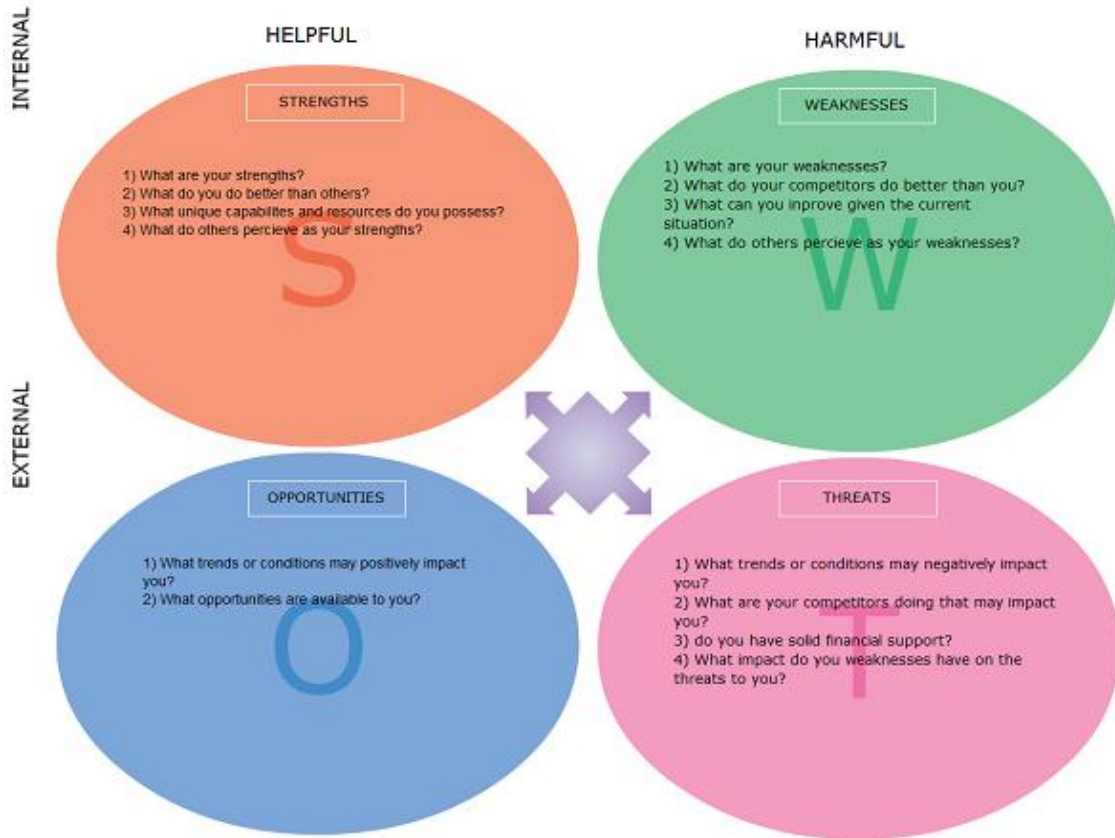 INTERNAL
HELPFUL
HARMFUL
STRENGTHS
1) What are your strengths?
2) What do you do better than others?
3) What unique capabilites and resources do you possess?
4) What do others percieve as your strengths?
S
WEAKNESSES
1) What are your weaknesses?
2) What do your competitors do better than you?
3) What can you inprove given the current
situation?
4) What do others percieve as your weaknesses?
W
EXTERNAL
OPPORTUNITIES
1) What trends or conditions may positively impact
you?
2) What opportunities are available to you?
O
THREATS
1) What trends or conditions may negatively impact
you?
2) What are your competitors doing that may impact
you?
3) do you have solid financial support?
4) What impact do you weaknesses have on the
threats to you?
T